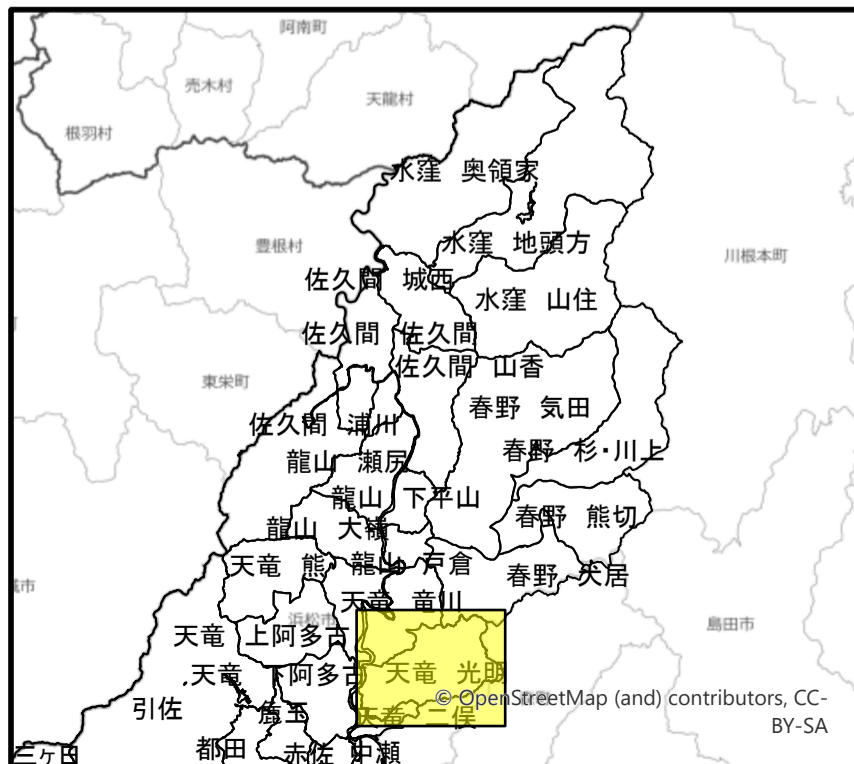 阿南町
売木村
天龍村
根羽村
水窪 奥領家
豊根村
水窪 地頭方
川根本町
佐久間 城西
水窪 山住
佐久間 佐久間
佐久間 山香
東栄町
春野 気田
佐久間 浦川
春野 杉・川上
龍山 瀬尻
龍山 下平山
春野 熊切
龍山 大嶺
天竜 熊
龍山 戸倉
春野 犬居
城市
天竜 竜川
浜松市
天竜 上阿多古
島田市
天竜 下阿多古
天竜 光明
© OpenStreetMap (and) contributors, CC-
BY-SA
引佐
鹿玉
天竜 二俣
都田
赤佐
中瀬
三ヶ日